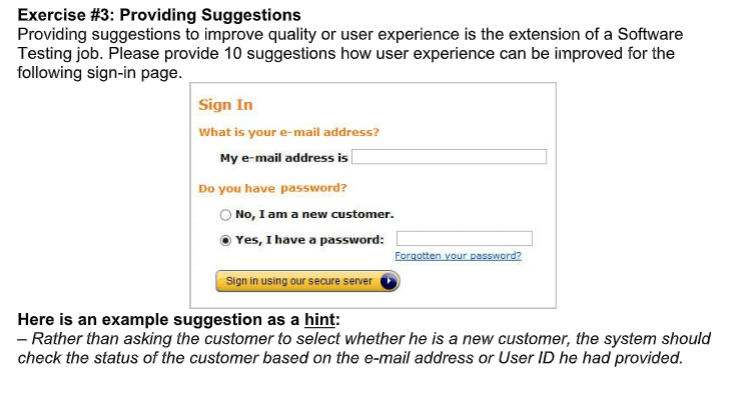 Exercise #3: Providing Suggestions
Providing suggestions to improve quality or user experience is the extension of a Software
Testing job. Please provide 10 suggestions how user experience can be improved for the
following sign-in page.
Sign In
What is your e-mail address?
My e-mail address is
Do you have password?
No, I am a new customer.
Yes, I have a password:
Forgotten your password?
Sign in using our secure server
Here is an example suggestion as a hint:
– Rather than asking the customer to select whether he is a new customer, the system should
check the status of the customer based on the e-mail address or User ID he had provided.